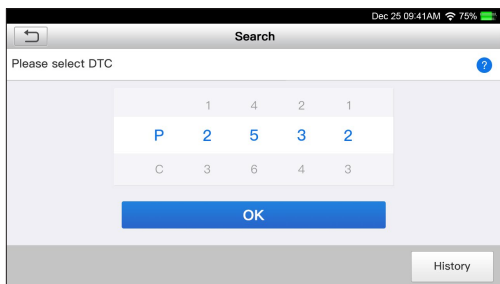 Dec 25 09:41AM 75%
Search
Please select DTC
?
1 4 2 1
P 2 5 3 2
C 3 6 4 3
OK
History